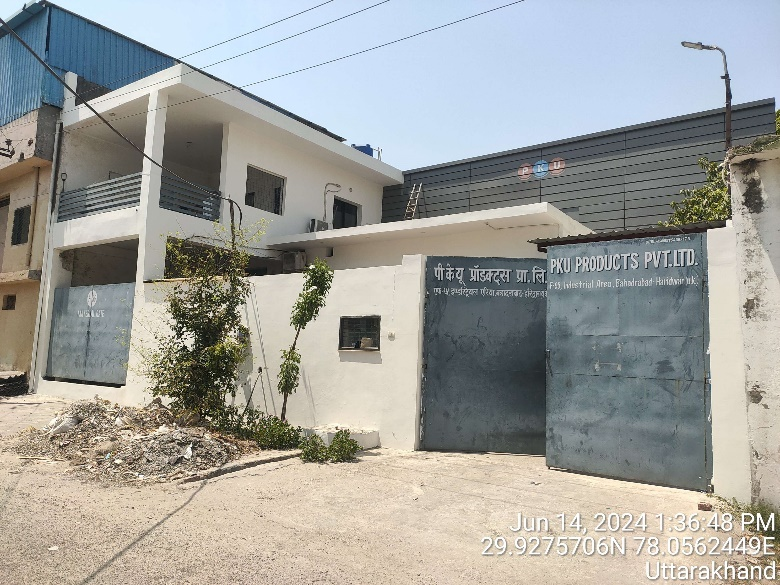 PKU
पी के यू प्रॉडक्ट्स प्रा. लि.
PKU PRODUCTS PVT.LTD.
Industrial Area, Bahadrabad Haridwar
Jun 14, 2024 1:36:48 PM
29.9275706N 78.0562449E
Uttarakhand